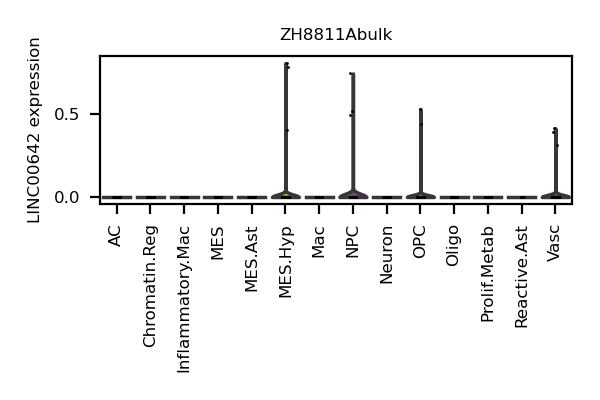 ZH8811Abulk
LINC00642 expression
0.5
0.0
AC
Chromatin.Reg
Inflammatory.Mac
MES
MES.Ast
MES.Hyp
Mac
NPC
Neuron
OPC
Oligo
Prolif.Metab
Reactive.Ast
Vasc